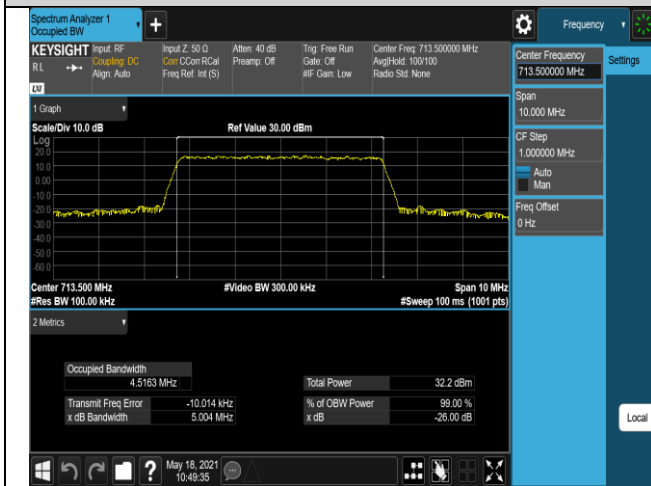 Spectrum Analyzer 1
Occupied BW
+
Frequency
KEYSIGHT
RL
LXI
Input: RF
Coupling: DC
Align: Auto
Input Z: 50 Ω
Corr CCorr RCal
Freq Ref: Int (S)
Atten: 40 dB
Preamp: Off
Trig: Free Run
Gate: Off
#IF Gain: Low
Center Freq: 713.500000 MHz
Avg|Hold: 100/100
Radio Std: None
Center Frequency
713.500000 MHz
Settings
Span
10.000 MHz
CF Step
1.000000 MHz
Auto
Man
Freq Offset
0 Hz
Local
1 Graph
Scale/Div 10.0 dB
Ref Value 30.00 dBm
Log
20.0
10.0
0.00
-10.0
-20.0
-30.0
-40.0
-50.0
-60.0
Center 713.500 MHz
#Video BW 300.00 kHz
Span 10 MHz
#Res BW 100.00 kHz
#Sweep 100 ms (1001 pts)
2 Metrics
Occupied Bandwidth
4.5163 MHz
Total Power
32.2 dBm
Transmit Freq Error
-10.014 kHz
% of OBW Power
99.00 %
x dB Bandwidth
5.004 MHz
x dB
-26.00 dB
?
May 18, 2021
10:49:35